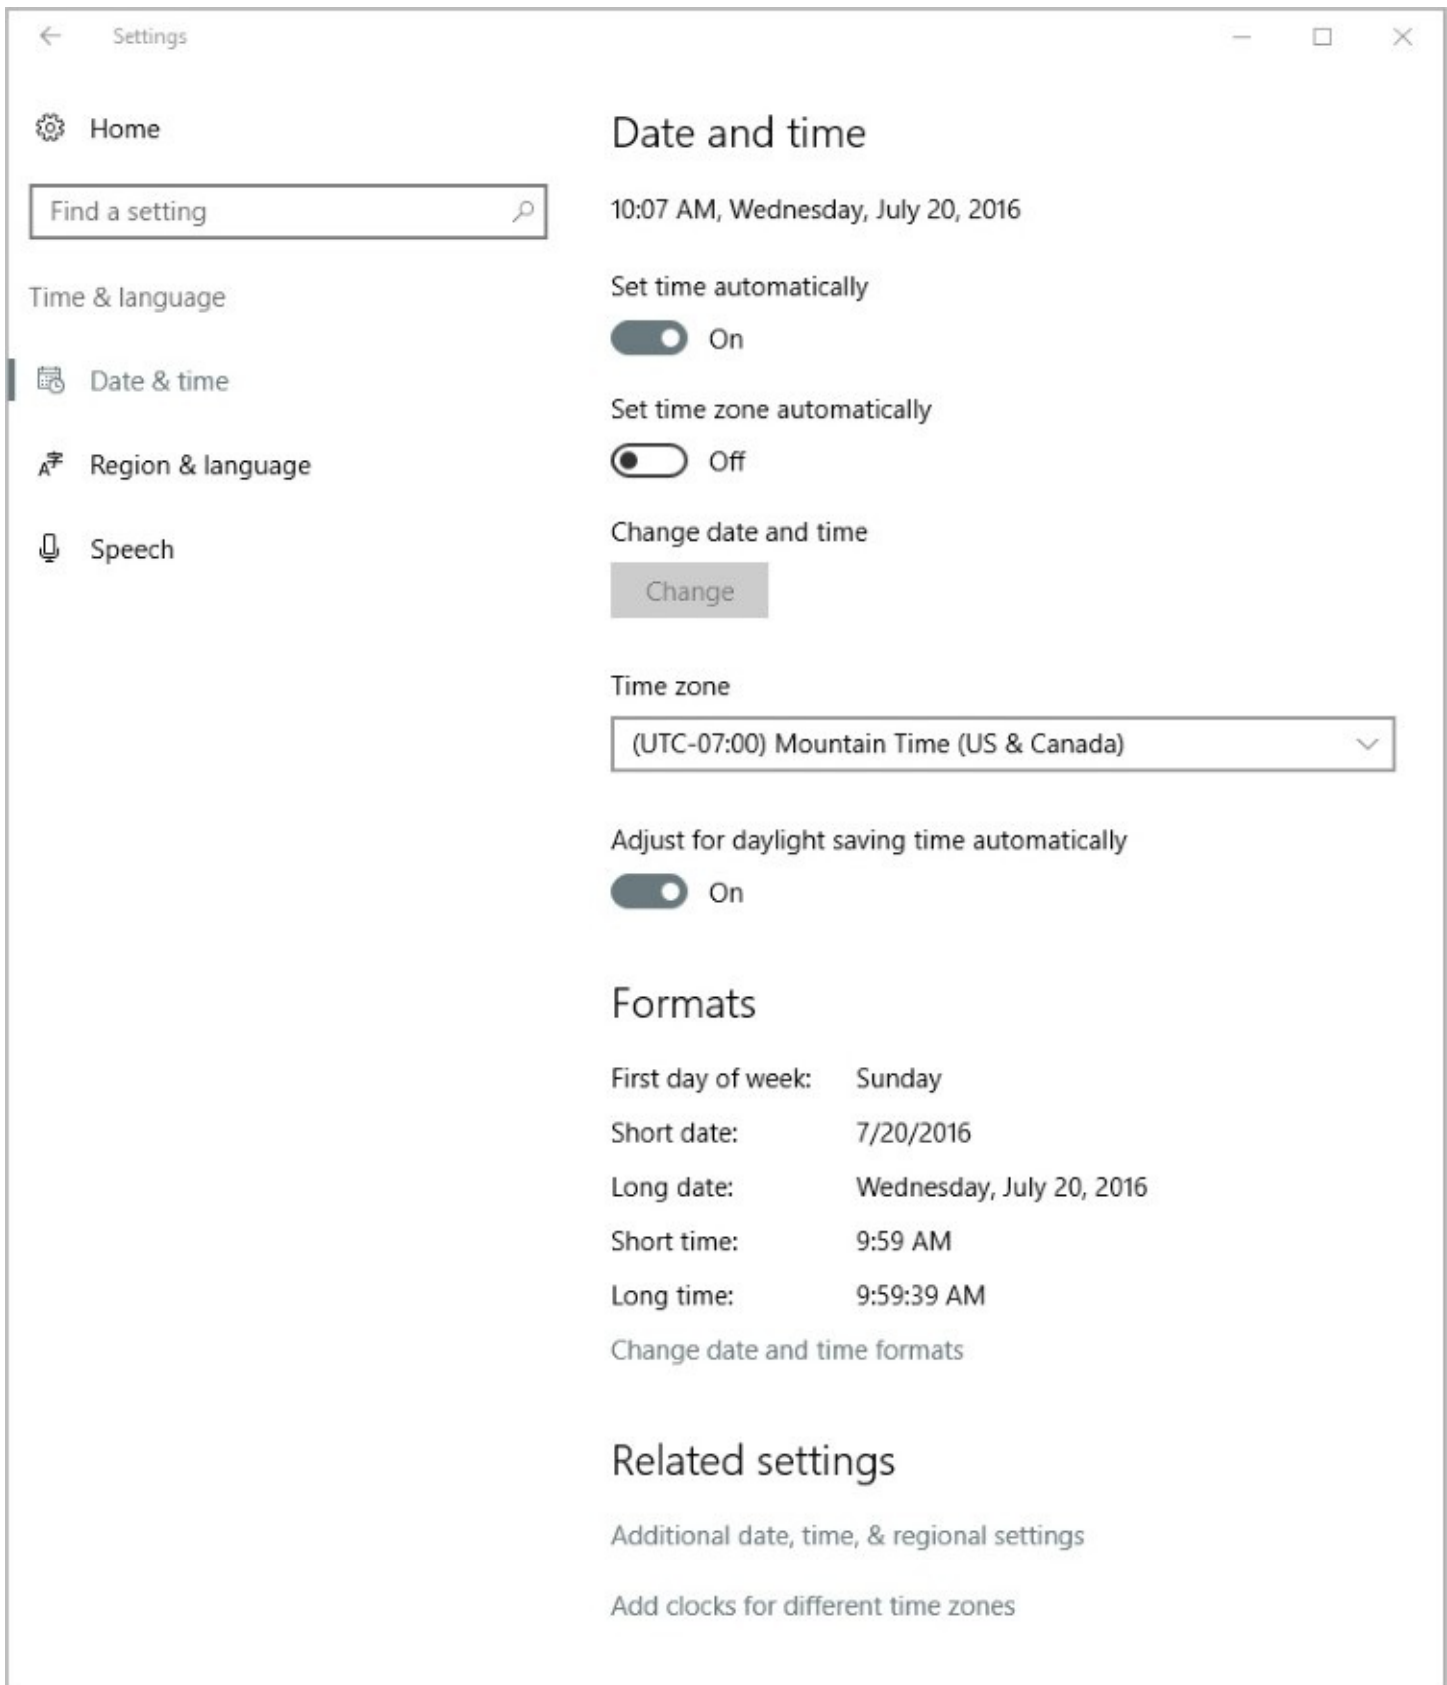 Settings
Home
Find a setting
Time & language
Date & time
Region & language
Speech
Date and time
10:07 AM, Wednesday, July 20, 2016
Set time automatically
On
Set time zone automatically
Off
Change date and time
Change
Time zone
(UTC-07:00) Mountain Time (US & Canada)
Adjust for daylight saving time automatically
On
Formats
First day of week: Sunday
Short date: 7/20/2016
Long date: Wednesday, July 20, 2016
Short time: 9:59 AM
Long time: 9:59:39 AM
Change date and time formats
Related settings
Additional date, time, & regional settings
Add clocks for different time zones